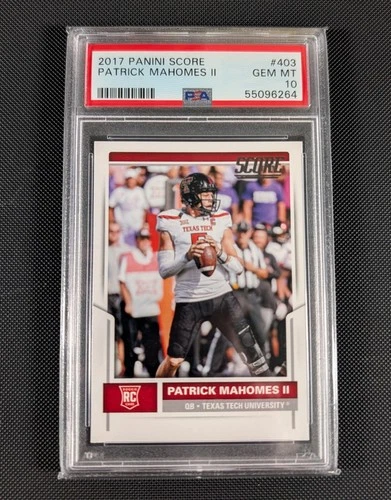 2017 PANINI SCORE #403
PATRICK MAHOMES II GEM MT
10
PSA 55096264
SCORE
TEXAS TECH
RC
PATRICK MAHOMES II
QB • TEXAS TECH UNIVERSITY